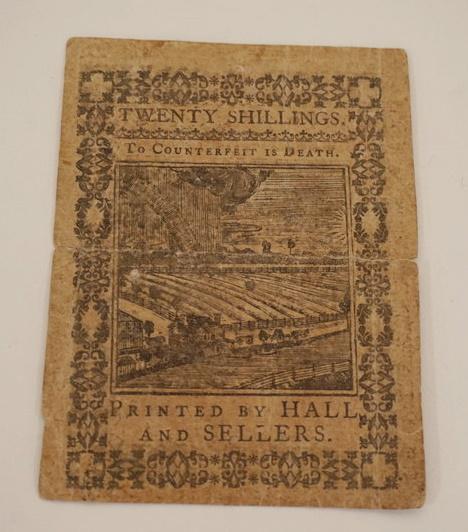 TWENTY SHILLINGS.
TO COUNTERFEIT IS DEATH.
PRINTED BY HALL
AND SELLERS.